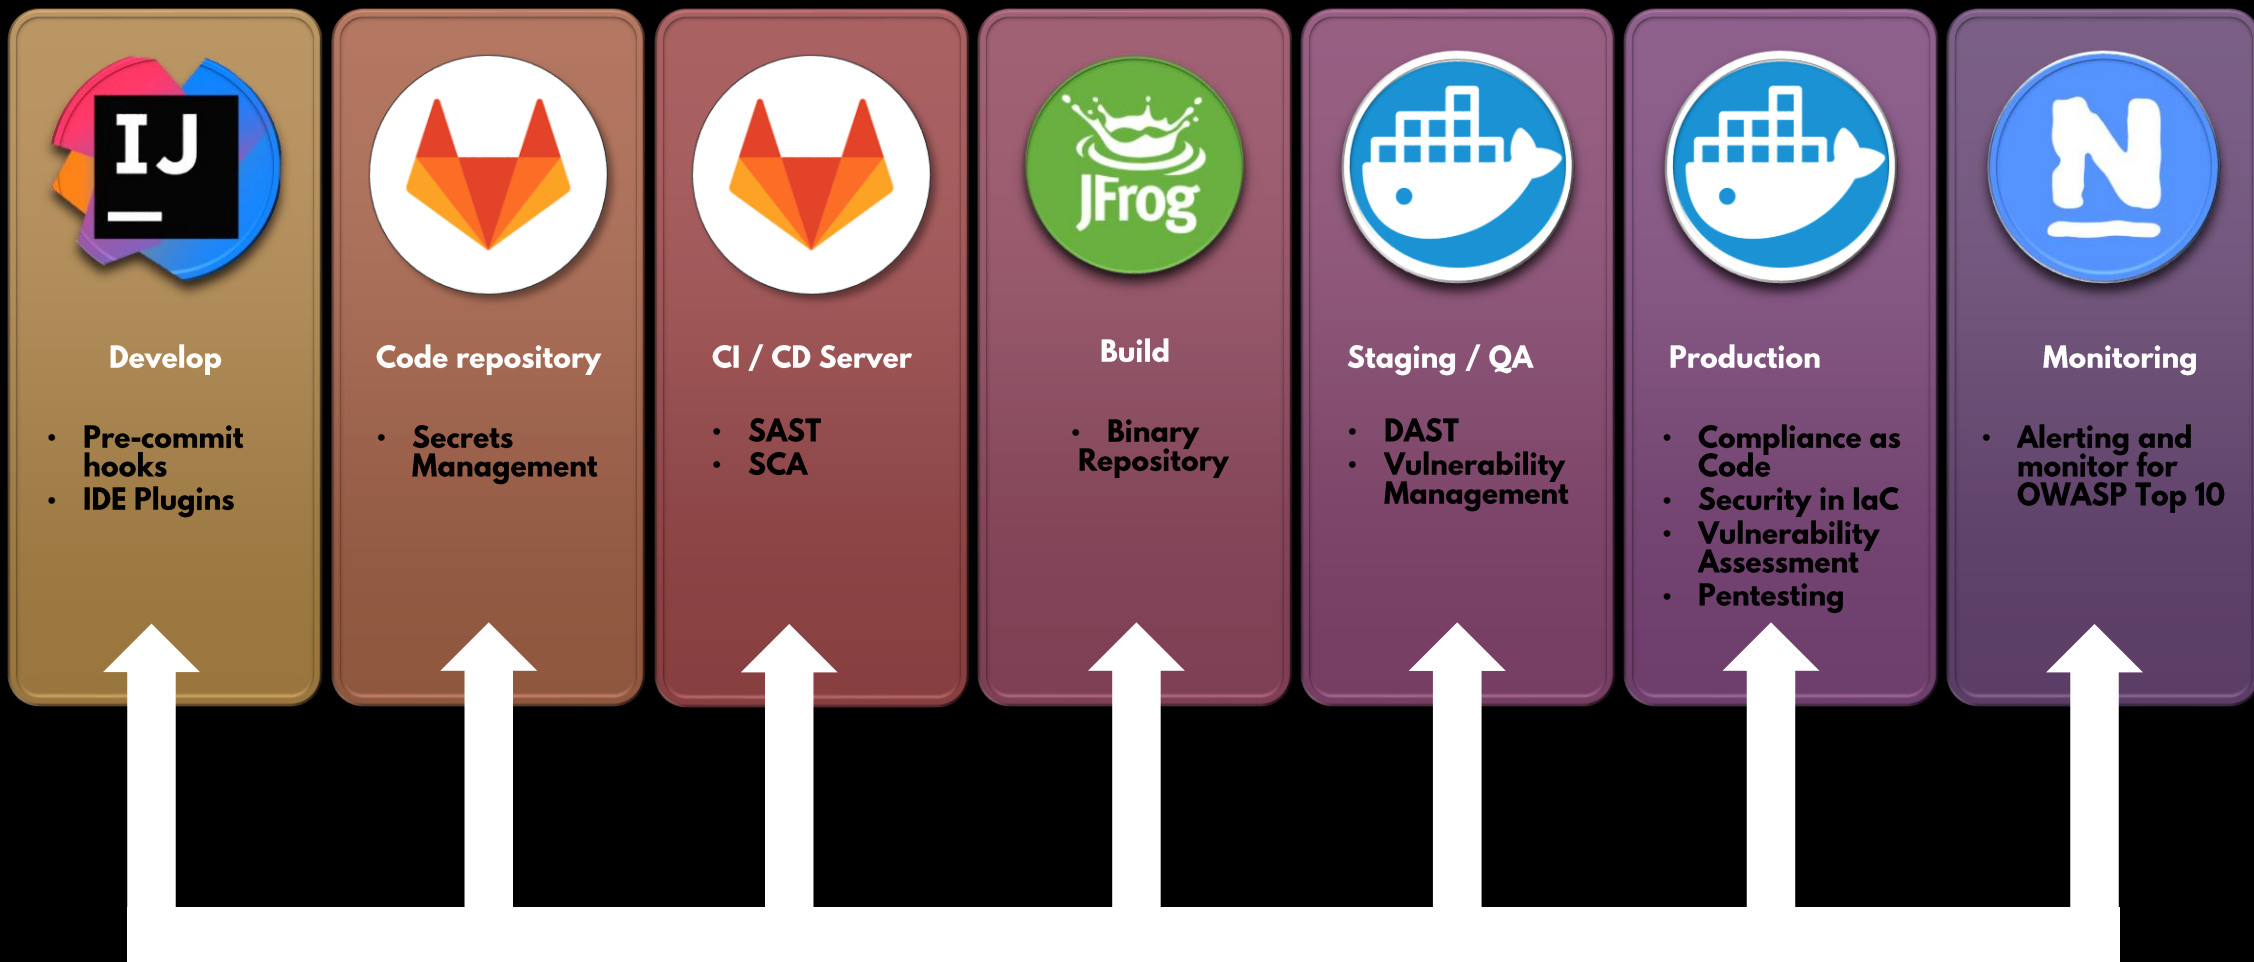 IJ
Develop
• Pre-commit
hooks
• IDE Plugins
Code repository
• Secrets
Management
CI / CD Server
• SAST
• SCA
JFrog
Build
• Binary
Repository
Staging / QA
• DAST
• Vulnerability
Management
Production
• Compliance as
Code
• Security in IaC
• Vulnerability
Assessment
• Pentesting
N
Monitoring
• Alerting and
monitor for
OWASP Top 10